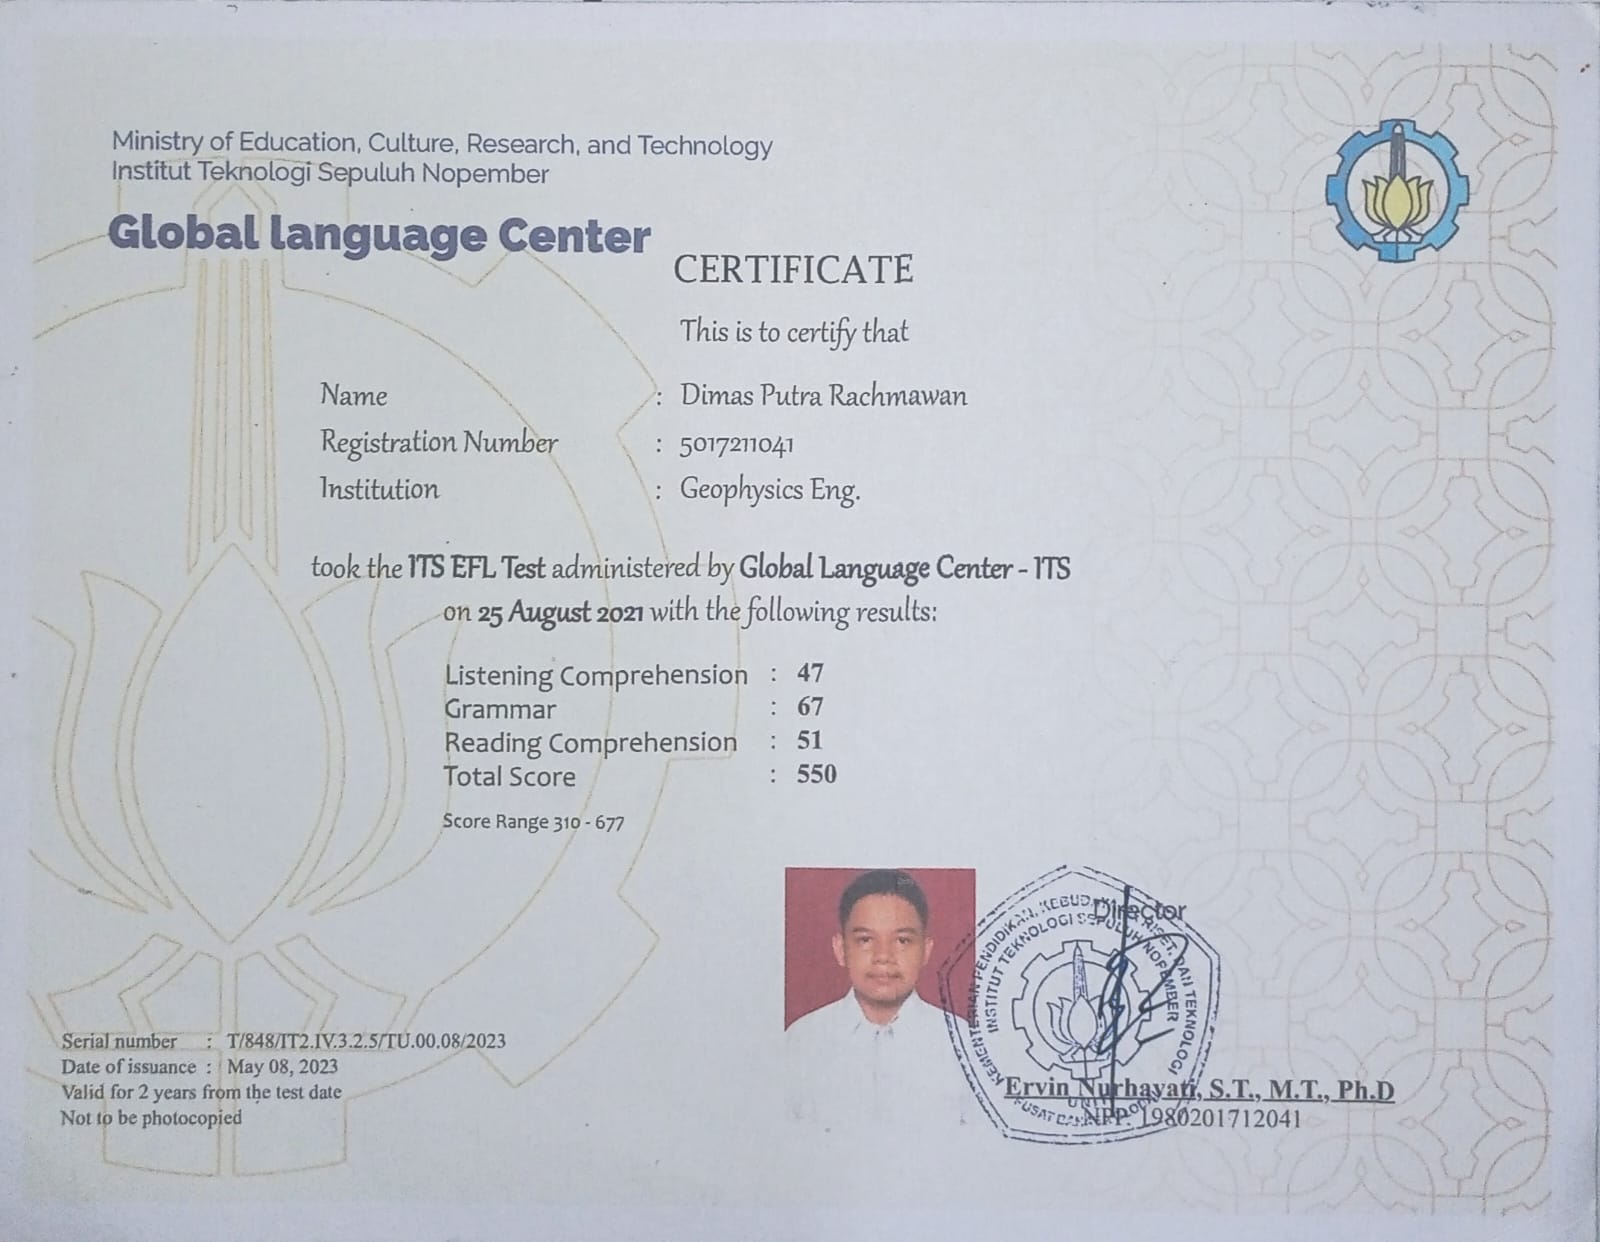 Ministry of Education, Culture, Research, and Technology
Institut Teknologi Sepuluh Nopember
Global language Center
CERTIFICATE
This is to certify that
Name : Dimas Putra Rachmawan
Registration Number : 5017211041
Institution : Geophysics Eng.
took the ITS EFL Test administered by Global Language Center - ITS
on 25 August 2021 with the following results:
Listening Comprehension : 47
Grammar : 67
Reading Comprehension : 51
Total Score : 550
Score Range 310 - 677
Director
KEMENTERIAN PENDIDIKAN, KEBUD RISET, DAN TEKNOLOGI
INSTITUT TEKNOLOGI SEPULUH NOPEMBER
UNIT
Ervin Nurhayati, S.T., M.T., Ph.D
NPP. 1980201712041
Serial number : T/848/IT2.IV.3.2.5/TU.00.08/2023
Date of issuance : May 08, 2023
Valid for 2 years from the test date
Not to be photocopied